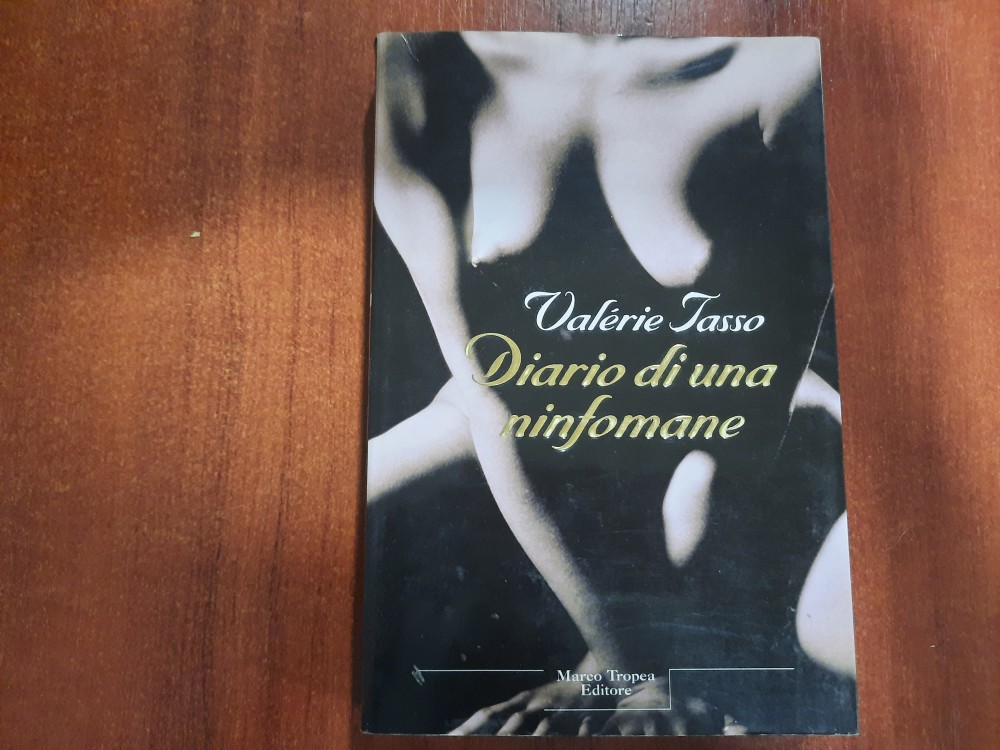 Valérie Tasso
Diario di una
ninfomane
Marco Tropea
Editore